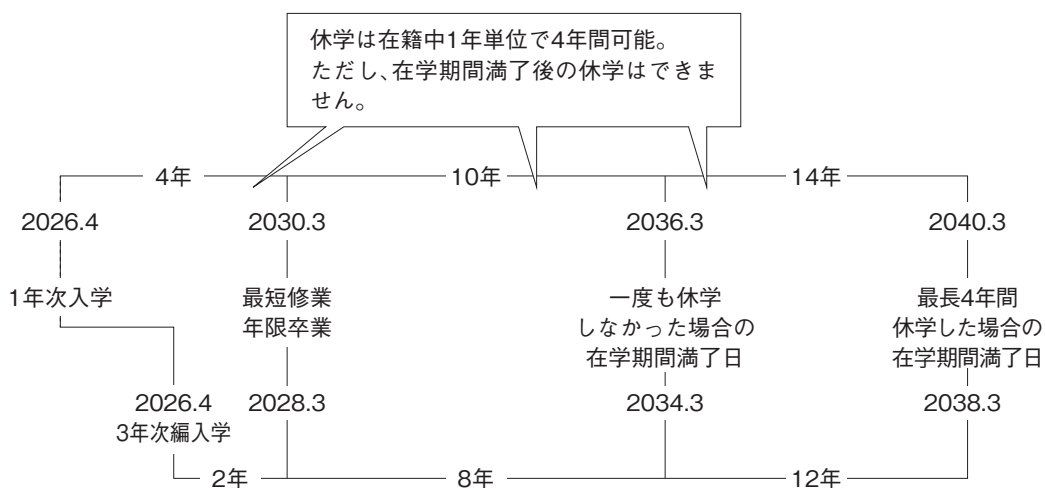 休学は在籍中1年単位で4年間可能。
ただし、在学期間満了後の休学はできま
せん。
4年
10年
14年
2026.4
2030.3
2036.3
2040.3
1年次入学
最短修業
年限卒業
一度も休学
しなかった場合の
在学期間満了日
最長4年間
休学した場合の
在学期間満了日
2026.4
3年次編入学
2028.3
2034.3
2038.3
2年
8年
12年